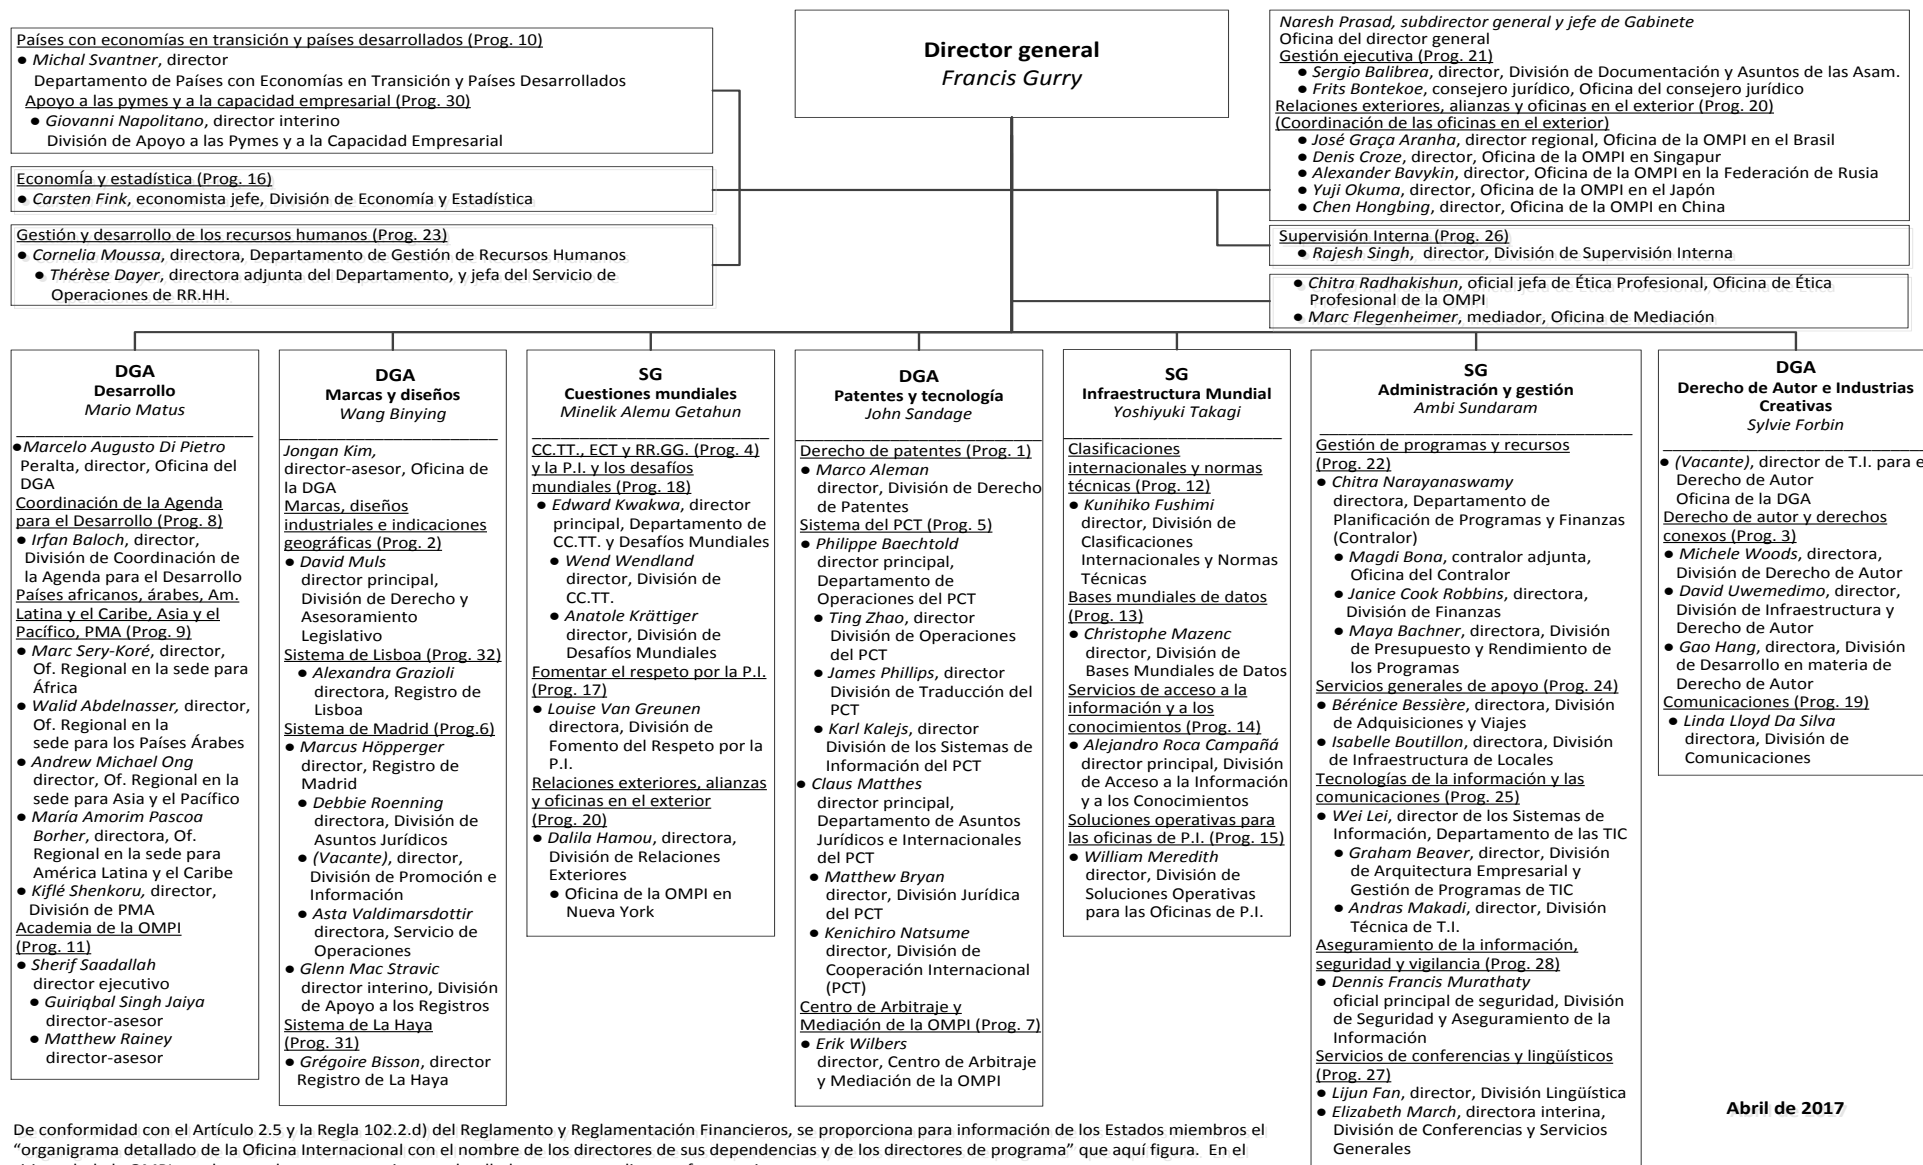 Países con economías en transición y países desarrollados (Prog. 10)
● Michal Svantner, director
Departamento de Países con Economías en Transición y Países Desarrollados
Apoyo a las pymes y a la capacidad empresarial (Prog. 30)
● Giovanni Napolitano, director interino
División de Apoyo a las Pymes y a la Capacidad Empresarial
Economía y estadística (Prog. 16)
● Carsten Fink, economista jefe, División de Economía y Estadística
Gestión y desarrollo de los recursos humanos (Prog. 23)
● Cornelia Moussa, directora, Departamento de Gestión de Recursos Humanos
● Thérèse Dayer, directora adjunta del Departamento, y jefa del Servicio de
Operaciones de RR.HH.
Director general
Francis Gurry
Naresh Prasad, subdirector general y jefe de Gabinete
Oficina del director general
Gestión ejecutiva (Prog. 21)
● Sergio Balibrea, director, División de Documentación y Asuntos de las Asam.
● Frits Bontekoe, consejero jurídico, Oficina del consejero jurídico
Relaciones exteriores, alianzas y oficinas en el exterior (Prog. 20)
(Coordinación de las oficinas en el exterior)
● José Graça Aranha, director regional, Oficina de la OMPI en el Brasil
● Denis Croze, director, Oficina de la OMPI en Singapur
● Alexander Bavykin, director, Oficina de la OMPI en la Federación de Rusia
● Yuji Okuma, director, Oficina de la OMPI en el Japón
● Chen Hongbing, director, Oficina de la OMPI en China
Supervisión Interna (Prog. 26)
● Rajesh Singh, director, División de Supervisión Interna
● Chitra Radhakishun, oficial jefa de Ética Profesional, Oficina de Ética
Profesional de la OMPI
● Marc Flegenheimer, mediador, Oficina de Mediación
DGA
Desarrollo
Mario Matus
● Marcelo Augusto Di Pietro
Peralta, director, Oficina del
DGA
Coordinación de la Agenda
para el Desarrollo (Prog. 8)
● Irfan Baloch, director,
División de Coordinación de
la Agenda para el Desarrollo
Países africanos, árabes, Am.
Latina y el Caribe, Asia y el
Pacífico, PMA (Prog. 9)
● Marc Sery-Koré, director,
Of. Regional en la sede para
África
● Walid Abdelnasser, director,
Of. Regional en la
sede para los Países Árabes
● Andrew Michael Ong
director, Of. Regional en la
sede para Asia y el Pacífico
● María Amorim Pascoa
Borher, directora, Of.
Regional en la sede para
América Latina y el Caribe
● Kiflé Shenkoru, director,
División de PMA
Academia de la OMPI
(Prog. 11)
● Sherif Saadallah
director ejecutivo
● Guiriqbal Singh Jaiya
director-asesor
● Matthew Rainey
director-asesor
DGA
Marcas y diseños
Wang Binying
Jongan Kim,
director-asesor, Oficina de
la DGA
Marcas, diseños
industriales e indicaciones
geográficas (Prog. 2)
● David Muls
director principal,
División de Derecho y
Asesoramiento
Legislativo
Sistema de Lisboa (Prog. 32)
● Alexandra Grazioli
directora, Registro de
Lisboa
Sistema de Madrid (Prog.6)
● Marcus Höpperger
director, Registro de
Madrid
● Debbie Roenning
directora, División de
Asuntos Jurídicos
● (Vacante), director,
División de Promoción e
Información
● Asta Valdimarsdottir
directora, Servicio de
Operaciones
● Glenn Mac Stravic
director interino, División
de Apoyo a los Registros
Sistema de La Haya
(Prog. 31)
● Grégoire Bisson, director
Registro de La Haya
SG
Cuestiones mundiales
Minelik Alemu Getahun
CC.TT., ECT y RR.GG. (Prog. 4)
y la P.I. y los desafíos
mundiales (Prog. 18)
● Edward Kwakwa, director
principal, Departamento de
CC.TT. y Desafíos Mundiales
● Wend Wendland
director, División de
CC.TT.
● Anatole Krättiger
director, División de
Desafíos Mundiales
Fomentar el respeto por la P.I.
(Prog. 17)
● Louise Van Greunen
directora, División de
Fomento del Respeto por la
P.I.
Relaciones exteriores, alianzas
y oficinas en el exterior
(Prog. 20)
● Dalila Hamou, directora,
División de Relaciones
Exteriores
● Oficina de la OMPI en
Nueva York
DGA
Patentes y tecnología
John Sandage
Derecho de patentes (Prog. 1)
● Marco Aleman
director, División de Derecho
de Patentes
Sistema del PCT (Prog. 5)
● Philippe Baechtold
director principal,
Departamento de
Operaciones del PCT
● Ting Zhao, director
División de Operaciones
del PCT
● James Phillips, director
División de Traducción del
PCT
● Karl Kalejs, director
División de los Sistemas de
Información del PCT
● Claus Matthes
director principal,
Departamento de Asuntos
Jurídicos e Internacionales
del PCT
● Matthew Bryan
director, División Jurídica
del PCT
● Kenichiro Natsume
director, División de
Cooperación Internacional
(PCT)
Centro de Arbitraje y
Mediación de la OMPI (Prog. 7)
● Erik Wilbers
director, Centro de Arbitraje
y Mediación de la OMPI
SG
Infraestructura Mundial
Yoshiyuki Takagi
Clasificaciones
internacionales y normas
técnicas (Prog. 12)
● Kunihiko Fushimi
director, División de
Clasificaciones
Internacionales y Normas
Técnicas
Bases mundiales de datos
(Prog. 13)
● Christophe Mazenc
director, División de
Bases Mundiales de Datos
Servicios de acceso a la
información y a los
conocimientos (Prog. 14)
● Alejandro Roca Campañá
director principal, División
de Acceso a la Información
y a los Conocimientos
Soluciones operativas para
las oficinas de P.I. (Prog. 15)
● William Meredith
director, División de
Soluciones Operativas
para las Oficinas de P.I.
SG
Administración y gestión
Ambi Sundaram
Gestión de programas y recursos
(Prog. 22)
● Chitra Narayanaswamy
directora, Departamento de
Planificación de Programas y Finanzas
(Contralor)
● Magdi Bona, contralor adjunta,
Oficina del Contralor
● Janice Cook Robbins, directora,
División de Finanzas
● Maya Bachner, directora, División
de Presupuesto y Rendimiento de
los Programas
Servicios generales de apoyo (Prog. 24)
● Bérénice Bessière, directora, División
de Adquisiciones y Viajes
● Isabelle Boutillon, directora, División
de Infraestructura de Locales
Tecnologías de la información y las
comunicaciones (Prog. 25)
● Wei Lei, director de los Sistemas de
Información, Departamento de las TIC
● Graham Beaver, director, División
de Arquitectura Empresarial y
Gestión de Programas de TIC
● Andras Makadi, director, División
Técnica de T.I.
Aseguramiento de la información,
seguridad y vigilancia (Prog. 28)
● Dennis Francis Murathaty
oficial principal de seguridad, División
de Seguridad y Aseguramiento de la
Información
Servicios de conferencias y lingüísticos
(Prog. 27)
● Lijun Fan, director, División Lingüística
● Elizabeth March, directora interina,
División de Conferencias y Servicios
Generales
DGA
Derecho de Autor e Industrias
Creativas
Sylvie Forbin
● (Vacante), director de T.I. para e
Derecho de Autor
Oficina de la DGA
Derecho de autor y derechos
conexos (Prog. 3)
● Michele Woods, directora,
División de Derecho de Autor
● David Uwemedimo, director,
División de Infraestructura y
Derecho de Autor
● Gao Hang, directora, División
de Desarrollo en materia de
Derecho de Autor
Comunicaciones (Prog. 19)
● Linda Lloyd Da Silva
directora, División de
Comunicaciones
Abril de 2017
De conformidad con el Artículo 2.5 y la Regla 102.2.d) del Reglamento y Reglamentación Financieros, se proporciona para información de los Estados miembros el
“organigrama detallado de la Oficina Internacional con el nombre de los directores de sus dependencias y de los directores de programa” que aquí figura. En el